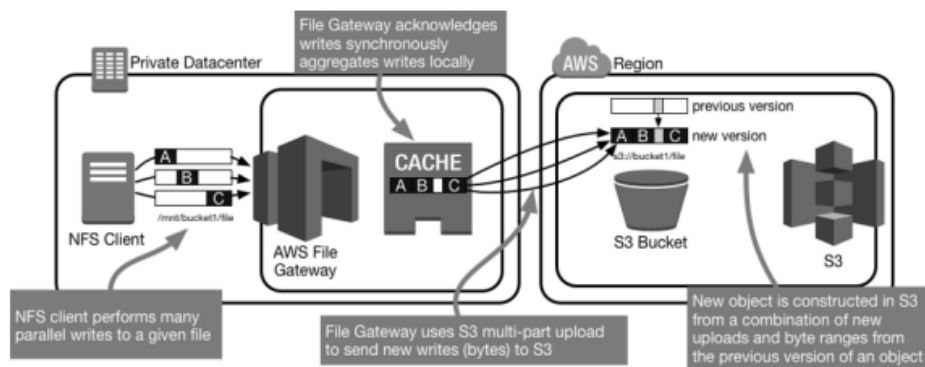 File Gateway acknowledges
writes synchronously
aggregates writes locally
Private Datacenter
AWS
Region
previous version
A B C
new version
s3://bucket1/file
A
B
C
/mnt/bucket1/file
NFS Client
AWS File
Gateway
CACHE
A B C
S3 Bucket
S3
NFS client performs many
parallel writes to a given file
File Gateway uses S3 multi-part upload
to send new writes (bytes) to S3
New object is constructed in S3
from a combination of new
uploads and byte ranges from
the previous version of an object